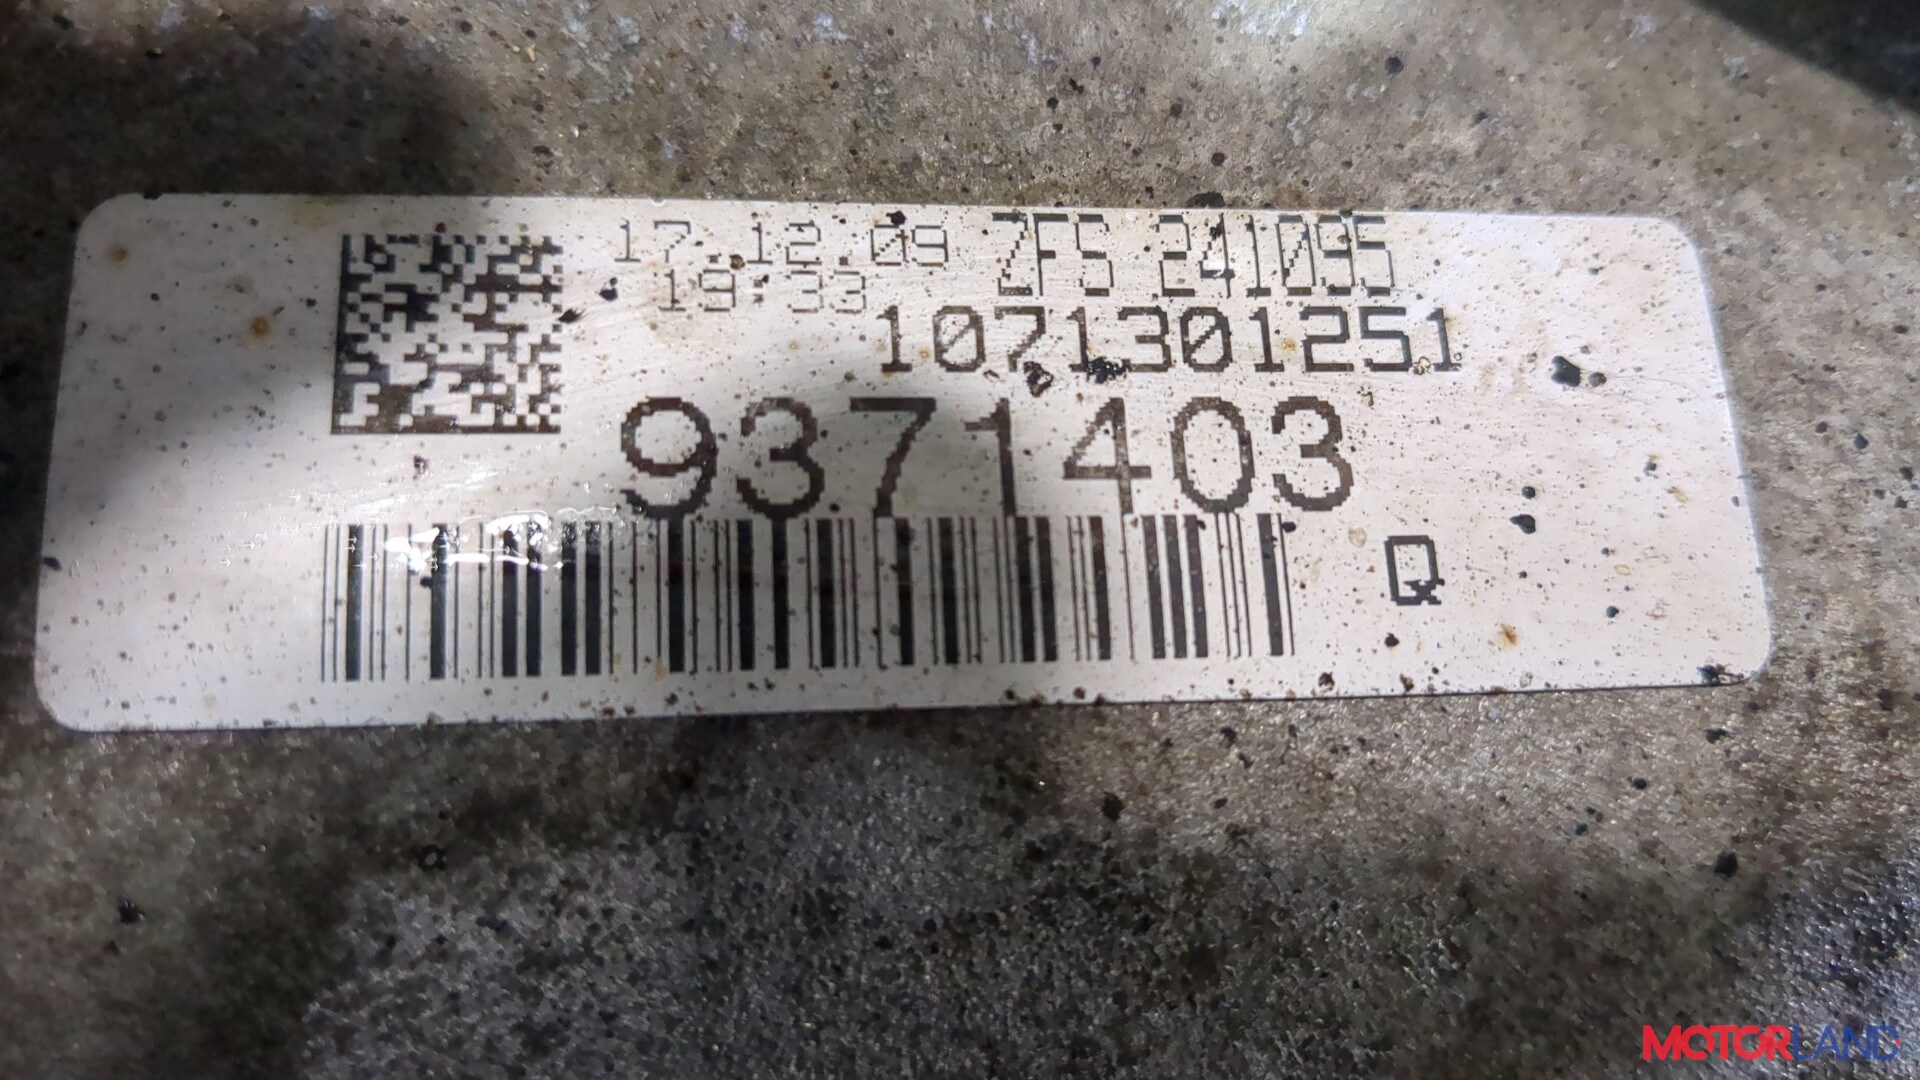 17.12.09 ZFS 241095
19:33
1071301251
9371403
Q
MOTORLAND